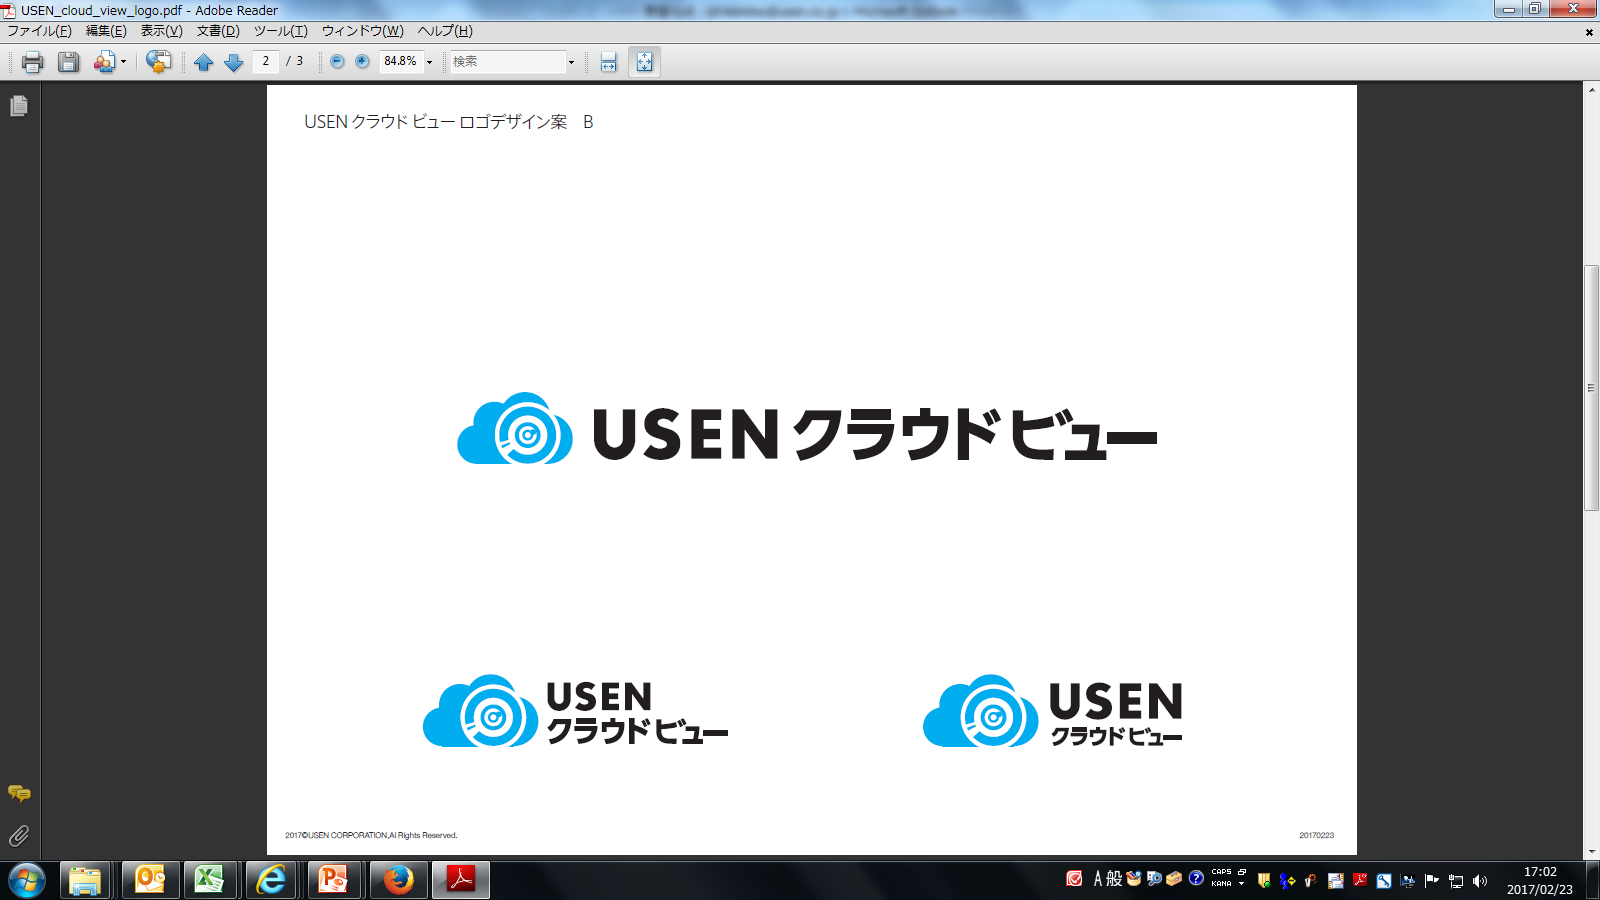 USEN_cloud_view_logo.pdf - Adobe Reader
ファイル(F) 編集(E) 表示(V) 文書(D) ツール(T) ウィンドウ(W) ヘルプ(H)
2 / 3 84.8% 検索
USEN クラウド ビュー ロゴデザイン案 B
USEN クラウド ビュー
USEN
クラウド ビュー
USEN
クラウド ビュー
2017©USEN CORPORATION,Al Rights Reserved.
20170223
A 般 CAPS KANA
17:02
2017/02/23